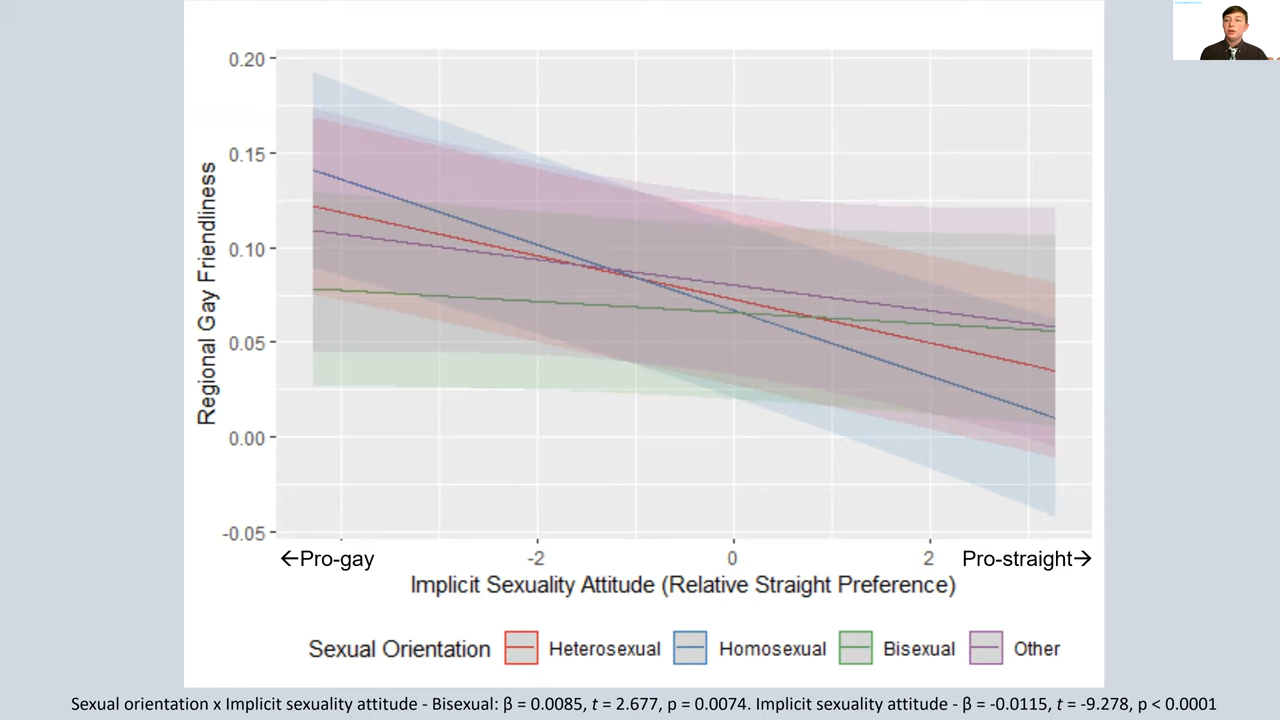 0.20
0.15
0.10
0.05
0.00
-0.05
Regional Gay Friendliness
←Pro-gay
-2
0
2
Pro-straight→
Implicit Sexuality Attitude (Relative Straight Preference)
Sexual Orientation Heterosexual Homosexual Bisexual Other
Sexual orientation x Implicit sexuality attitude - Bisexual: β = 0.0085, t = 2.677, p = 0.0074. Implicit sexuality attitude - β = -0.0115, t = -9.278, p < 0.0001